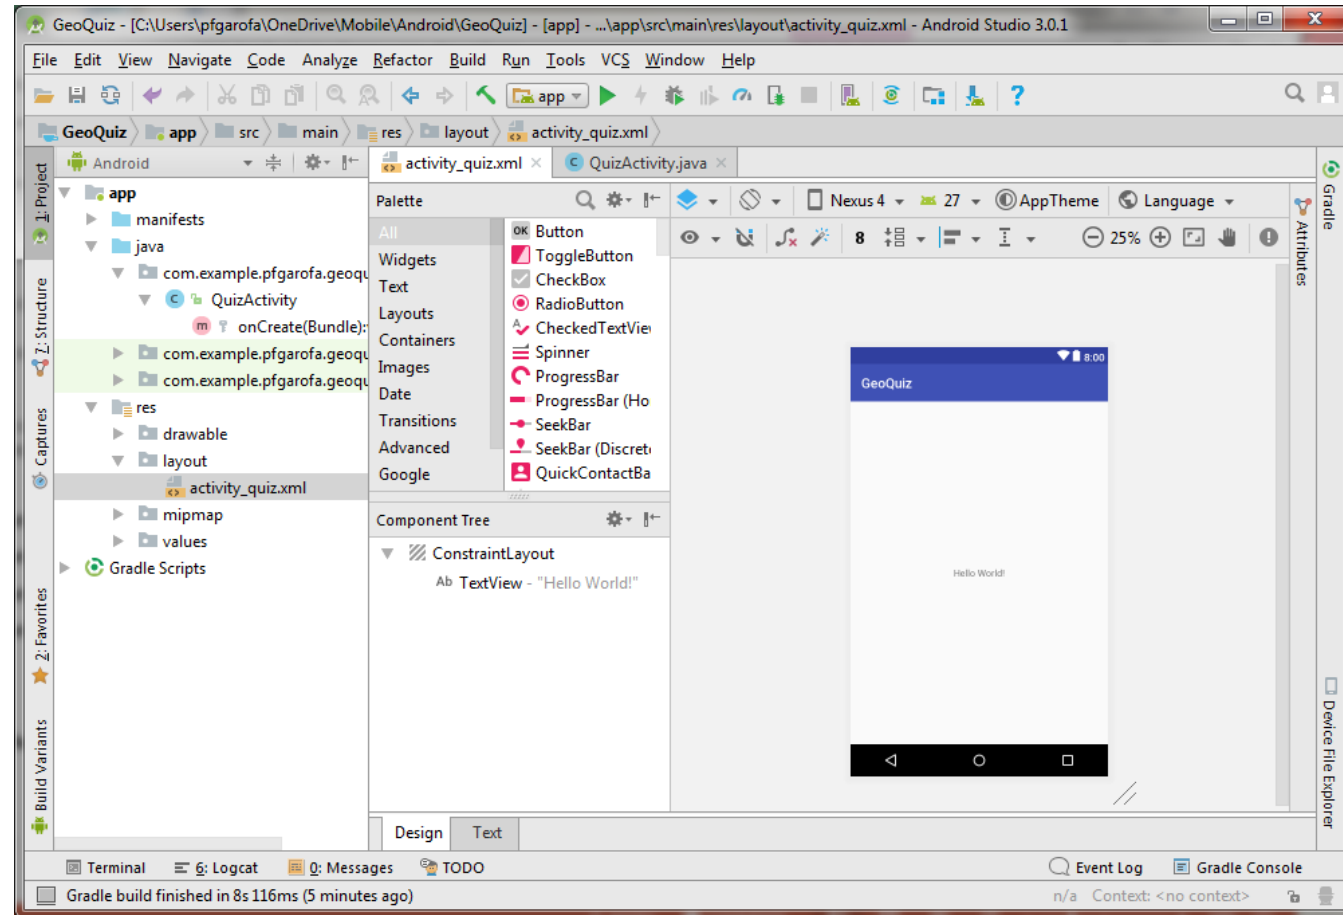 GeoQuiz - [C:\Users\pfgarofa\OneDrive\Mobile\Android\GeoQuiz] - [app] - ...\app\src\main\res\layout\activity_quiz.xml - Android Studio 3.0.1
File Edit View Navigate Code Analyze Refactor Build Run Tools VCS Window Help
app
GeoQuiz app src main res layout activity_quiz.xml
1: Project
Z: Structure
Captures
2: Favorites
Build Variants
Android
app
manifests
java
com.example.pfgarofa.geoqu
QuizActivity
onCreate(Bundle):
com.example.pfgarofa.geoqu
com.example.pfgarofa.geoqu
res
drawable
layout
activity_quiz.xml
mipmap
values
Gradle Scripts
activity_quiz.xml QuizActivity.java
Palette
All
Widgets
Text
Layouts
Containers
Images
Date
Transitions
Advanced
Google
OK Button
ToggleButton
CheckBox
RadioButton
CheckedTextVie
Spinner
ProgressBar
ProgressBar (Ho
SeekBar
SeekBar (Discret
QuickContactBa
Component Tree
ConstraintLayout
Ab TextView - "Hello World!"
Nexus 4 27 AppTheme Language
8 25%
8:00
GeoQuiz
Hello World!
Gradle
Attributes
Device File Explorer
Design Text
Terminal 6: Logcat 0: Messages TODO Event Log Gradle Console
Gradle build finished in 8s 116ms (5 minutes ago) n/a Context: <no context>